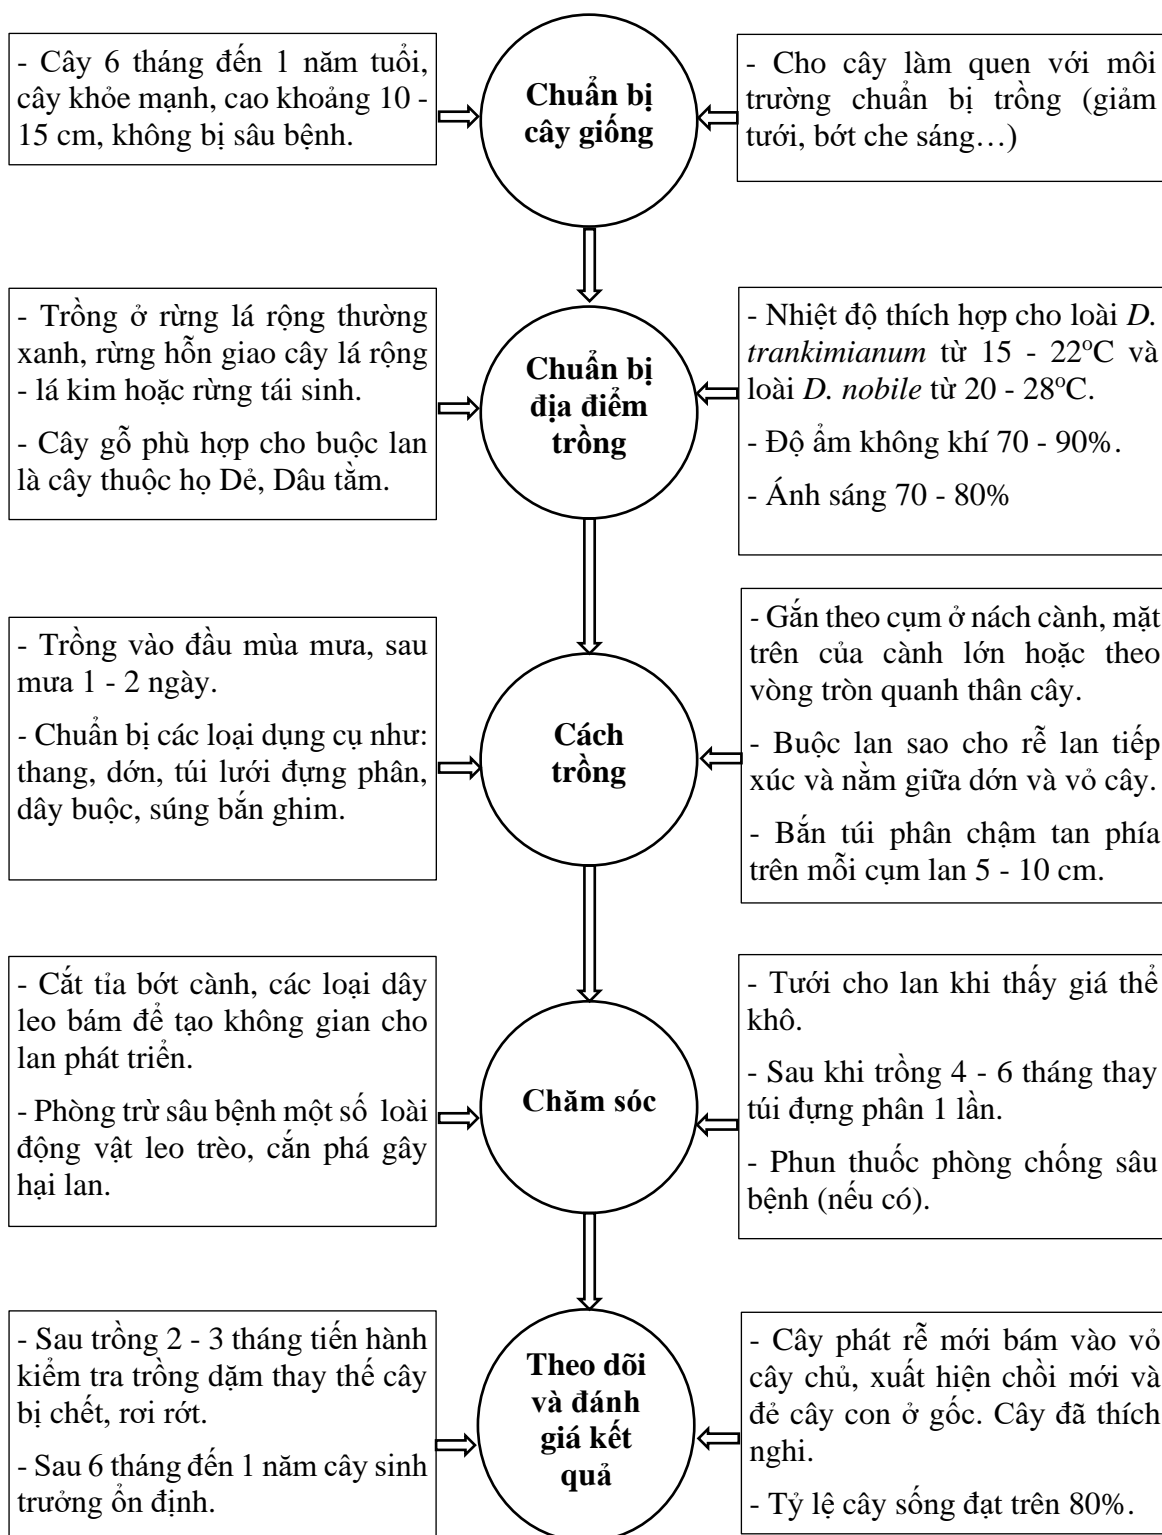 - Cây 6 tháng đến 1 năm tuổi,
cây khỏe mạnh, cao khoảng 10 -
15 cm, không bị sâu bệnh.
Chuẩn bị
cây giống
- Cho cây làm quen với môi
trường chuẩn bị trồng (giảm
tưới, bớt che sáng…)
- Trồng ở rừng lá rộng thường
xanh, rừng hỗn giao cây lá rộng
- lá kim hoặc rừng tái sinh.
- Cây gỗ phù hợp cho buộc lan
là cây thuộc họ Dẻ, Dâu tằm.
Chuẩn bị
địa điểm
trồng
- Nhiệt độ thích hợp cho loài D.
trankimianum từ 15 - 22°C và
loài D. nobile từ 20 - 28°C.
- Độ ẩm không khí 70 - 90%.
- Ánh sáng 70 - 80%
- Trồng vào đầu mùa mưa, sau
mưa 1 - 2 ngày.
- Chuẩn bị các loại dụng cụ như:
thang, dớn, túi lưới đựng phân,
dây buộc, súng bắn ghim.
Cách
trồng
- Gắn theo cụm ở nách cành, mặt
trên của cành lớn hoặc theo
vòng tròn quanh thân cây.
- Buộc lan sao cho rễ lan tiếp
xúc và nằm giữa dớn và vỏ cây.
- Bắn túi phân chậm tan phía
trên mỗi cụm lan 5 - 10 cm.
- Cắt tỉa bớt cành, các loại dây
leo bám để tạo không gian cho
lan phát triển.
- Phòng trừ sâu bệnh một số loài
động vật leo trèo, cắn phá gây
hại lan.
Chăm sóc
- Tưới cho lan khi thấy giá thể
khô.
- Sau khi trồng 4 - 6 tháng thay
túi đựng phân 1 lần.
- Phun thuốc phòng chống sâu
bệnh (nếu có).
- Sau trồng 2 - 3 tháng tiến hành
kiểm tra trồng dặm thay thế cây
bị chết, rơi rớt.
- Sau 6 tháng đến 1 năm cây sinh
trưởng ổn định.
Theo dõi
và đánh
giá kết
quả
- Cây phát rễ mới bám vào vỏ
cây chủ, xuất hiện chồi mới và
đẻ cây con ở gốc. Cây đã thích
nghi.
- Tỷ lệ cây sống đạt trên 80%.